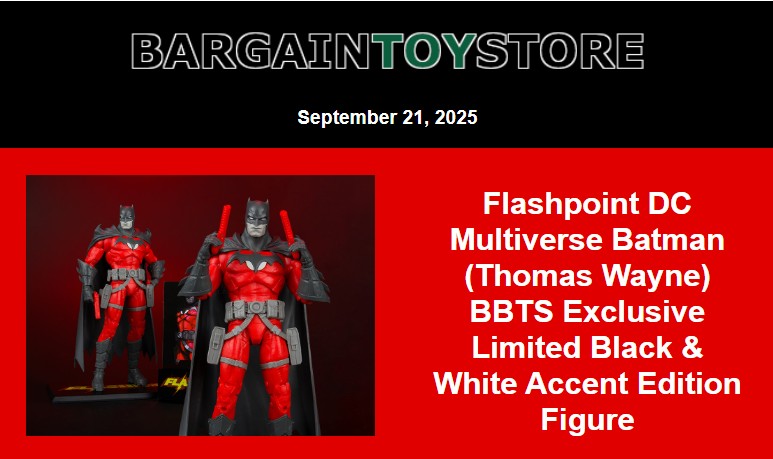 BARGAINTOYSTORE
September 21, 2025
Flashpoint DC
Multiverse Batman
(Thomas Wayne)
BBTS Exclusive
Limited Black &
White Accent Edition
Figure